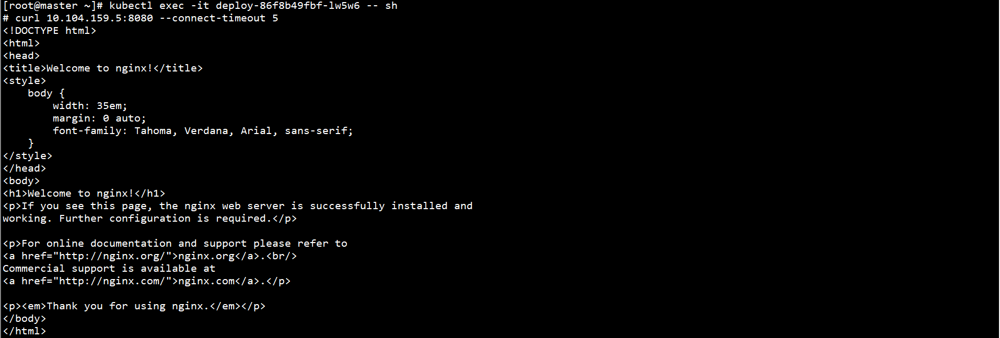 [root@master ~]# kubectl exec -it deploy-86f8b49fbf-lw5w6 -- sh
# curl 10.104.159.5:8080 --connect-timeout 5
<!DOCTYPE html>
<html>
<head>
<title>Welcome to nginx!</title>
<style>
    body {
        width: 35em;
        margin: 0 auto;
        font-family: Tahoma, Verdana, Arial, sans-serif;
    }
</style>
</head>
<body>
<h1>Welcome to nginx!</h1>
<p>If you see this page, the nginx web server is successfully installed and
working. Further configuration is required.</p>

<p>For online documentation and support please refer to
<a href="http://nginx.org/">nginx.org</a>.<br/>
Commercial support is available at
<a href="http://nginx.com/">nginx.com</a>.</p>

<p><em>Thank you for using nginx.</em></p>
</body>
</html>